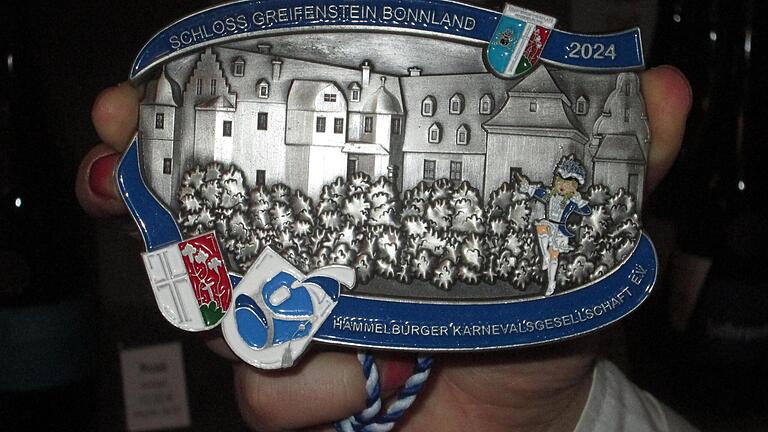 SCHLOSS GREIFENSTEIN BONNLAND
2024
HAMMELBURGER KARNEVALSGESELLSCHAFT E.V.